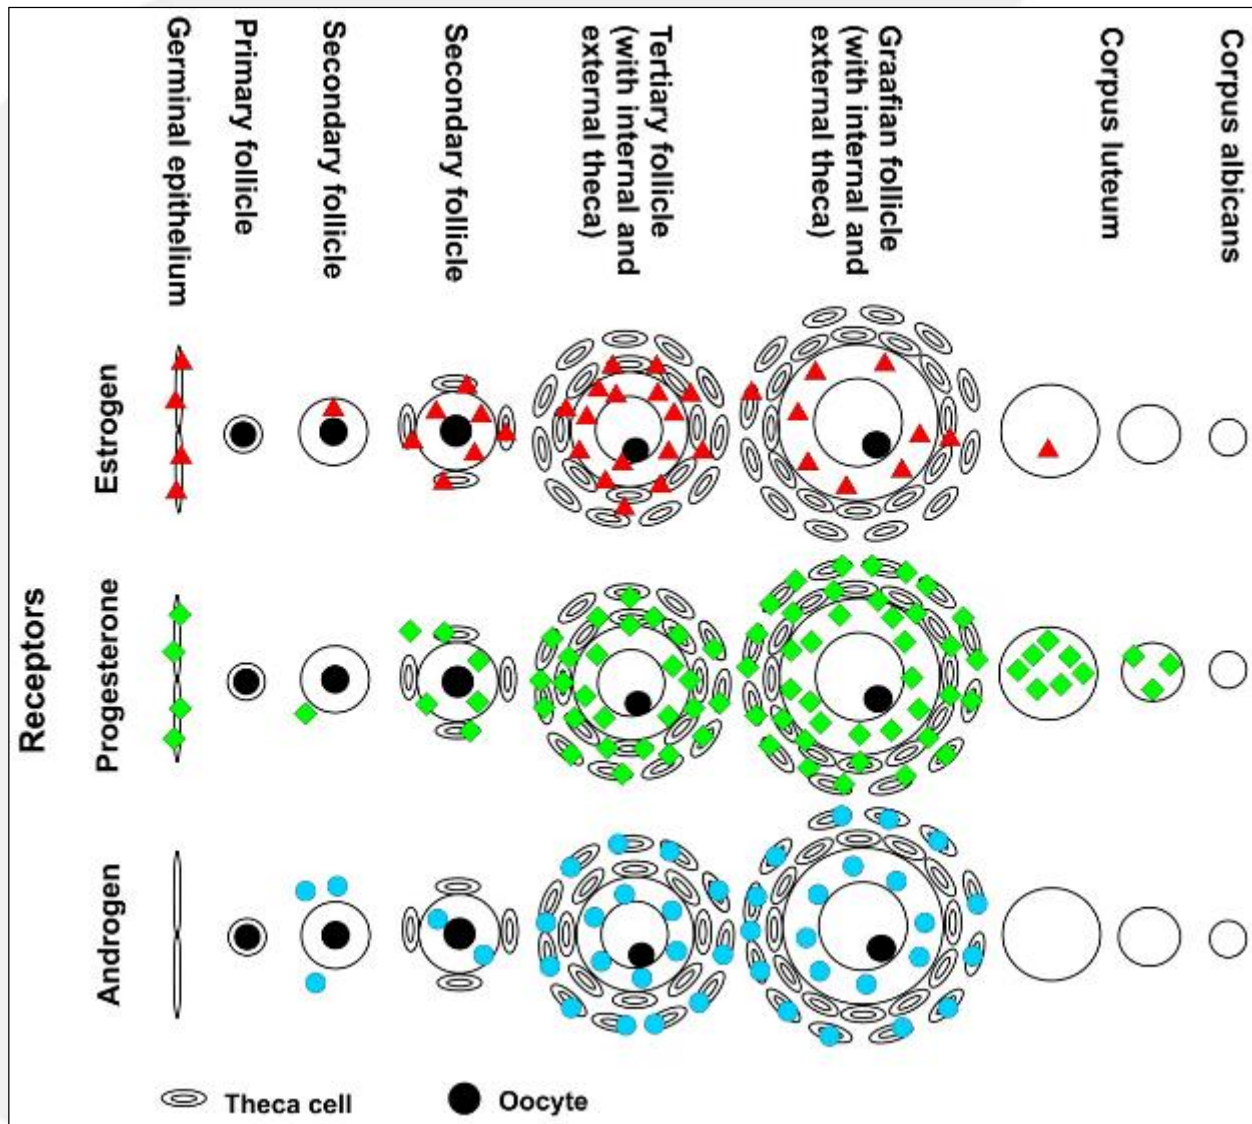 Germinal epithelium
Primary follicle
Secondary follicle
Secondary follicle
Tertiary follicle
(with internal and
external theca)
Graafian follicle
(with internal and
external theca)
Corpus luteum
Corpus albicans
Receptors
Estrogen
Progesterone
Androgen
Theca cell
Oocyte